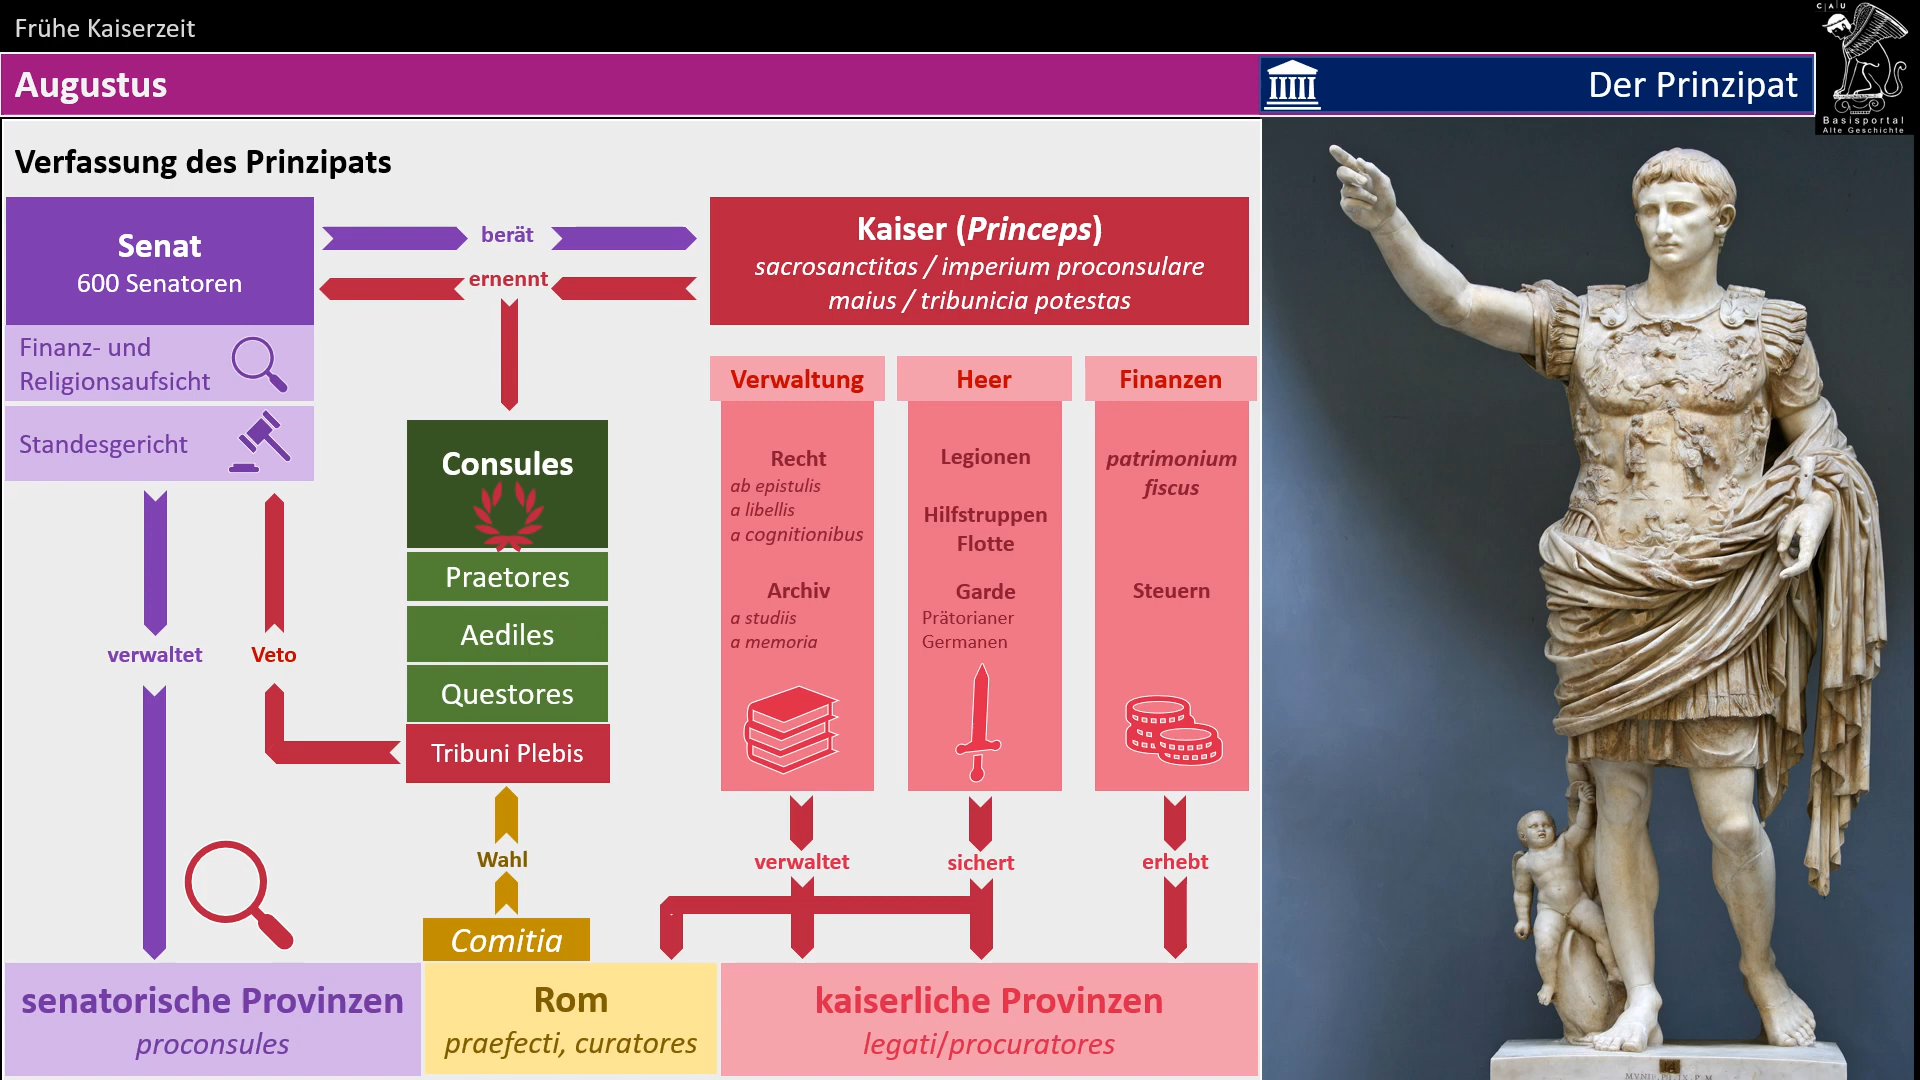 Frühe Kaiserzeit
Augustus
Der Prinzipat
C|A|U
Basisportal
Alte Geschichte
Verfassung des Prinzipats
Senat
600 Senatoren
Finanz- und
Religionsaufsicht
Standesgericht
berät
ernennt
Kaiser (Princeps)
sacrosanctitas / imperium proconsulare
maius / tribunicia potestas
Consules
Praetores
Aediles
Questores
Tribuni Plebis
verwaltet
Veto
Wahl
Comitia
Verwaltung
Recht
ab epistulis
a libellis
a cognitionibus
Archiv
a studiis
a memoria
Heer
Legionen
Hilfstruppen
Flotte
Garde
Prätorianer
Germanen
Finanzen
patrimonium
fiscus
Steuern
verwaltet
sichert
erhebt
senatorische Provinzen
proconsules
Rom
praefecti, curatores
kaiserliche Provinzen
legati/procuratores